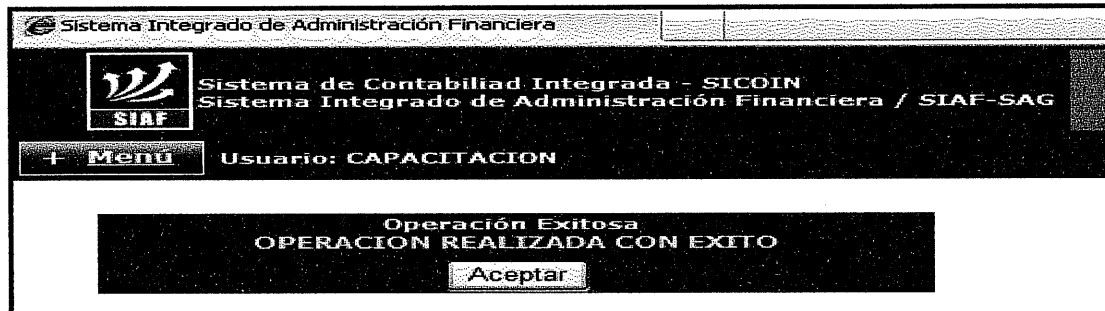 Sistema Integrado de Administración Financiera
Sistema de Contabiliad Integrada - SICOIN
Sistema Integrado de Administración Financiera / SIAF-SAG
SIAF
+ Menú Usuario: CAPACITACION
Operación Exitosa
OPERACION REALIZADA CON EXITO
Aceptar